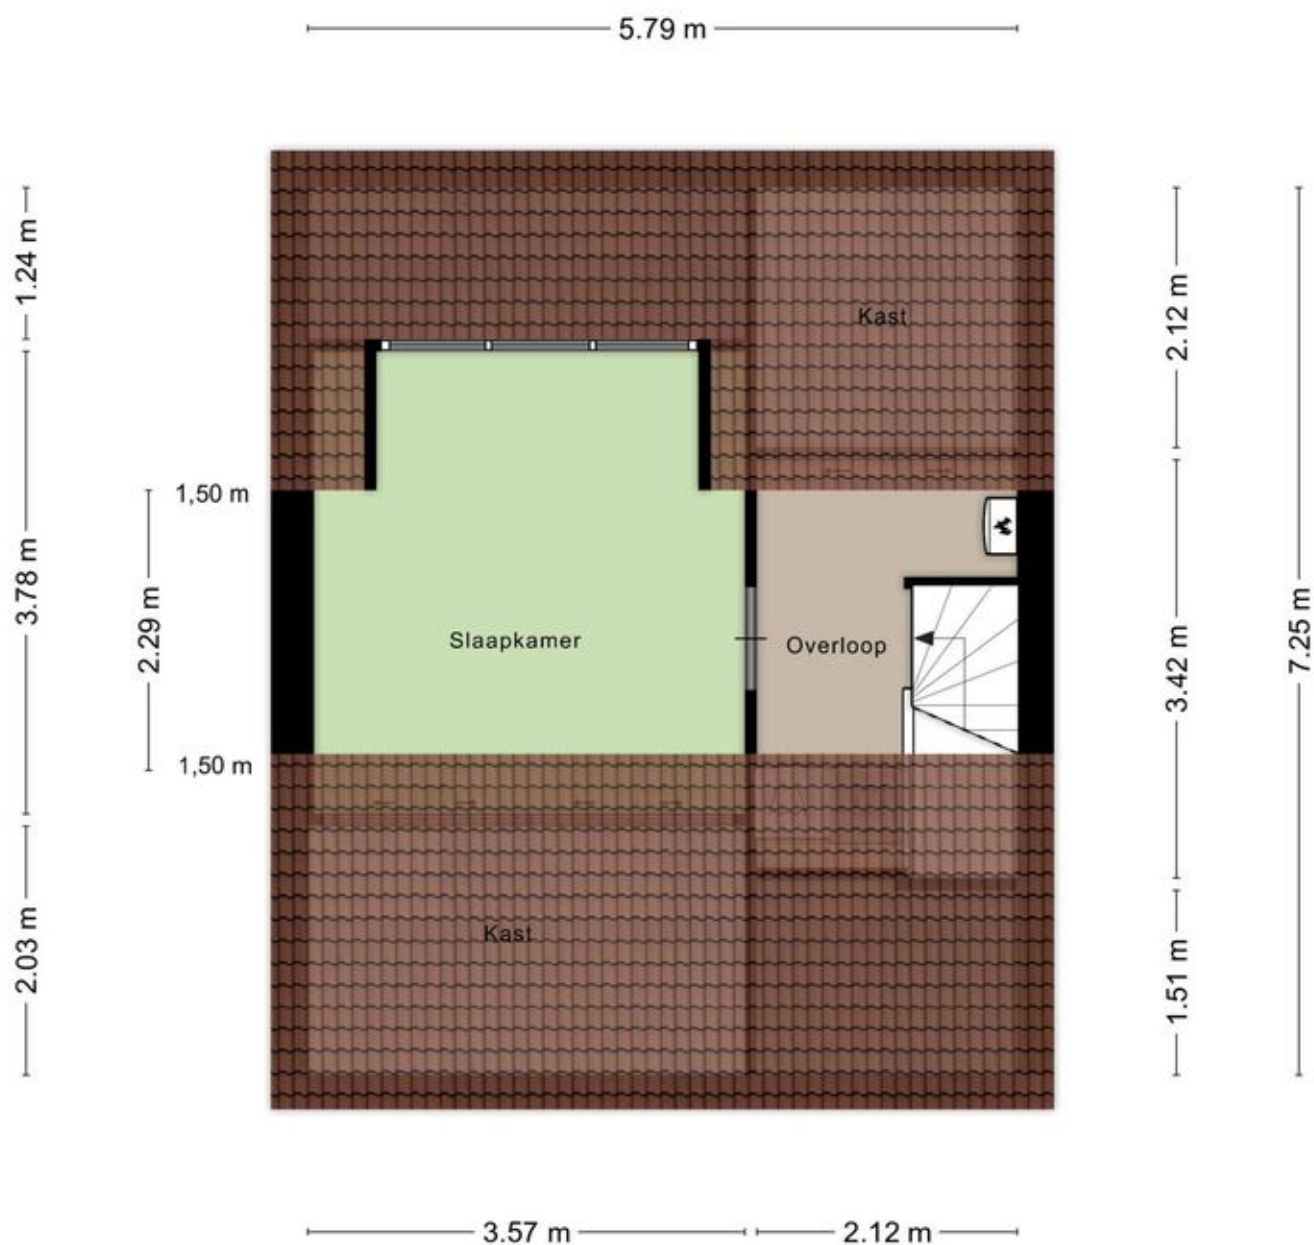 5.79 m
1.24 m
2.12 m
Kast
1,50 m
3.78 m
2.29 m
Slaapkamer
Overloop
3.42 m
7.25 m
1,50 m
2.03 m
Kast
1.51 m
3.57 m
2.12 m